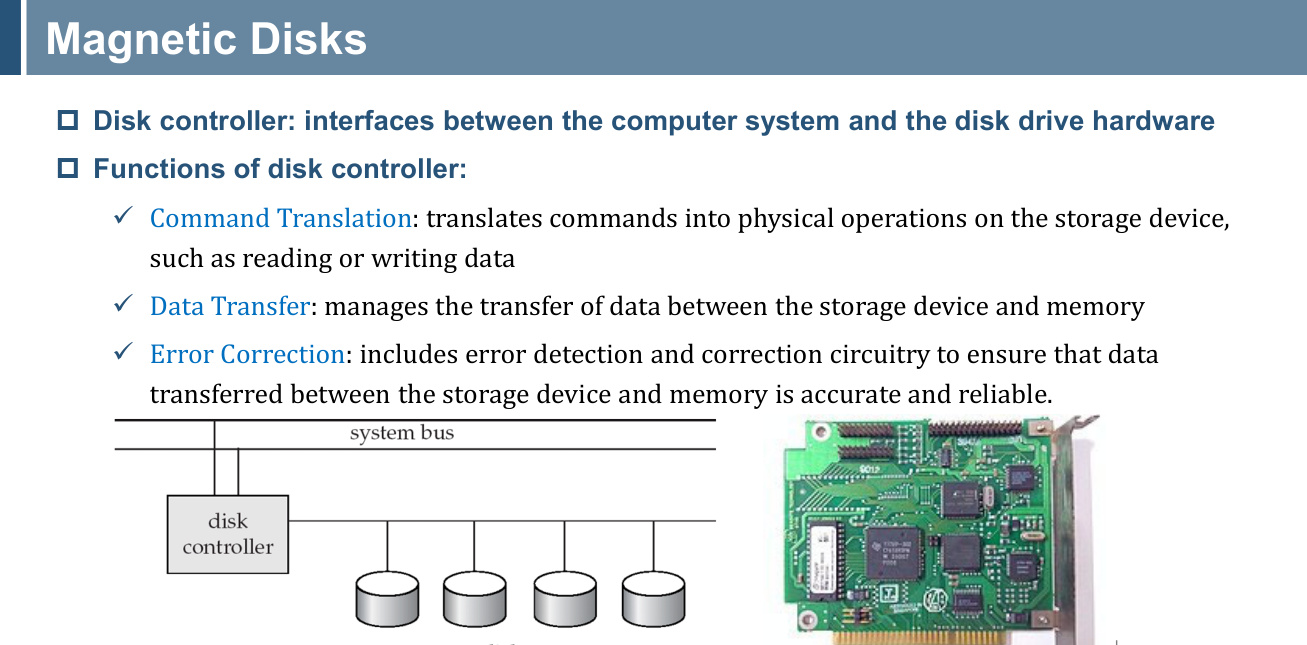 Magnetic Disks
Disk controller: interfaces between the computer system and the disk drive hardware
Functions of disk controller:
Command Translation: translates commands into physical operations on the storage device,
such as reading or writing data
Data Transfer: manages the transfer of data between the storage device and memory
Error Correction: includes error detection and correction circuitry to ensure that data
transferred between the storage device and memory is accurate and reliable.
system bus
disk
controller